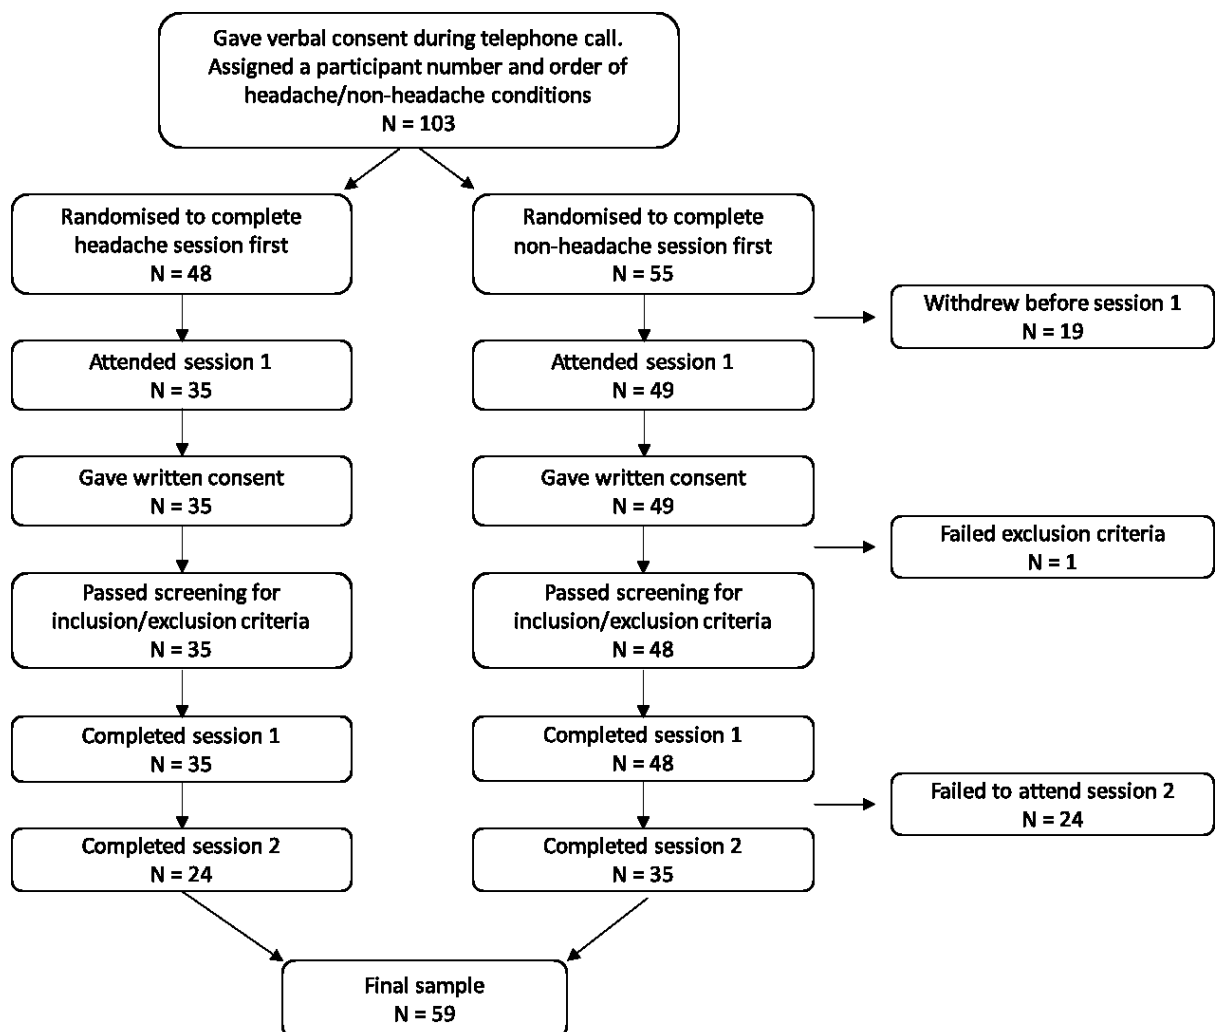 Gave verbal consent during telephone call.
Assigned a participant number and order of
headache/non-headache conditions
N = 103
Randomised to complete
headache session first
N = 48
Randomised to complete
non-headache session first
N = 55
Withdrew before session 1
N = 19
Attended session 1
N = 35
Attended session 1
N = 49
Gave written consent
N = 35
Gave written consent
N = 49
Failed exclusion criteria
N = 1
Passed screening for
inclusion/exclusion criteria
N = 35
Passed screening for
inclusion/exclusion criteria
N = 48
Completed session 1
N = 35
Completed session 1
N = 48
Failed to attend session 2
N = 24
Completed session 2
N = 24
Completed session 2
N = 35
Final sample
N = 59